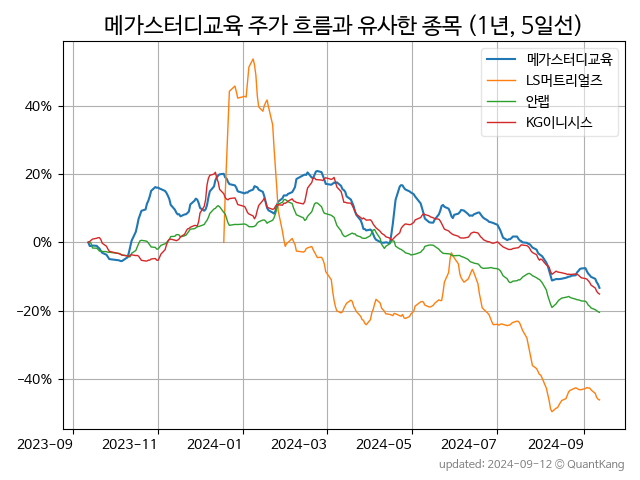 메가스터디교육 주가 흐름과 유사한 종목 (1년, 5일선)
메가스터디교육
LS머트리얼즈
안랩
KG이니시스
40%
20%
0%
−20%
−40%
2023-09 2023-11 2024-01 2024-03 2024-05 2024-07 2024-09
updated: 2024-09-12 © QuantKang